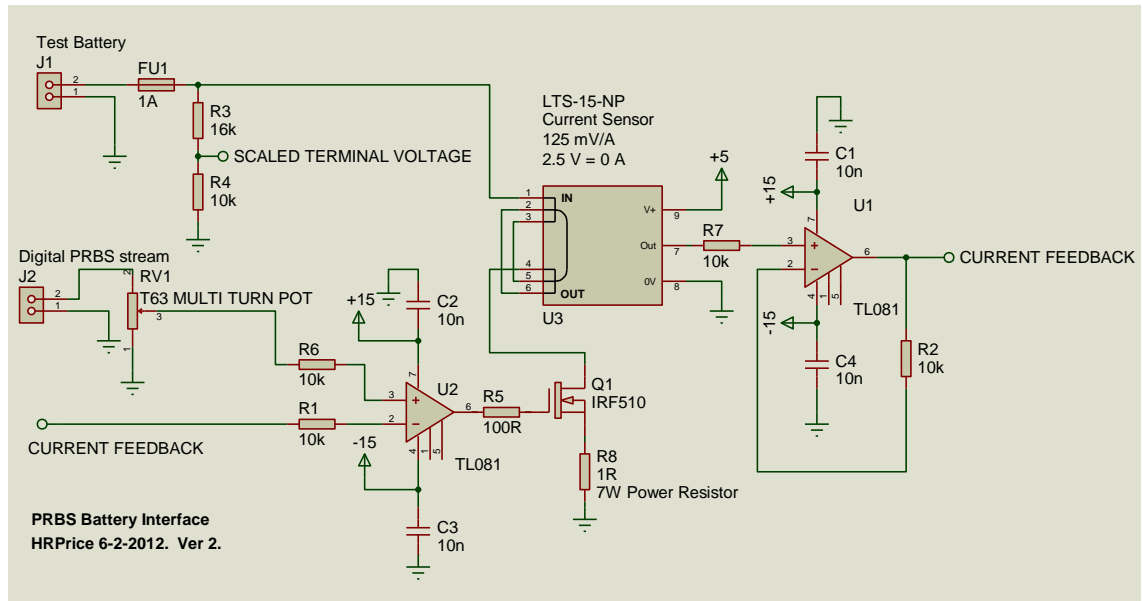 Test Battery
J1
2
1
FU1
1A
R3
16k
SCALED TERMINAL VOLTAGE
R4
10k
LTS-15-NP
Current Sensor
125 mV/A
2.5 V = 0 A
1
2
3
4
5
6
IN
OUT
V+
9
Out
7
0V
8
U3
+5
R7
10k
C1
10n
+15
U1
7
3
2
6
4
1
5
TL081
-15
C4
10n
R2
10k
CURRENT FEEDBACK
Digital PRBS stream
J2
2
1
RV1
2
T63 MULTI TURN POT
3
1
+15
C2
10n
R6
10k
R1
10k
U2
7
3
2
6
4
1
5
TL081
-15
C3
10n
R5
100R
Q1
IRF510
R8
1R
7W Power Resistor
CURRENT FEEDBACK
PRBS Battery Interface
HRPrice 6-2-2012. Ver 2.